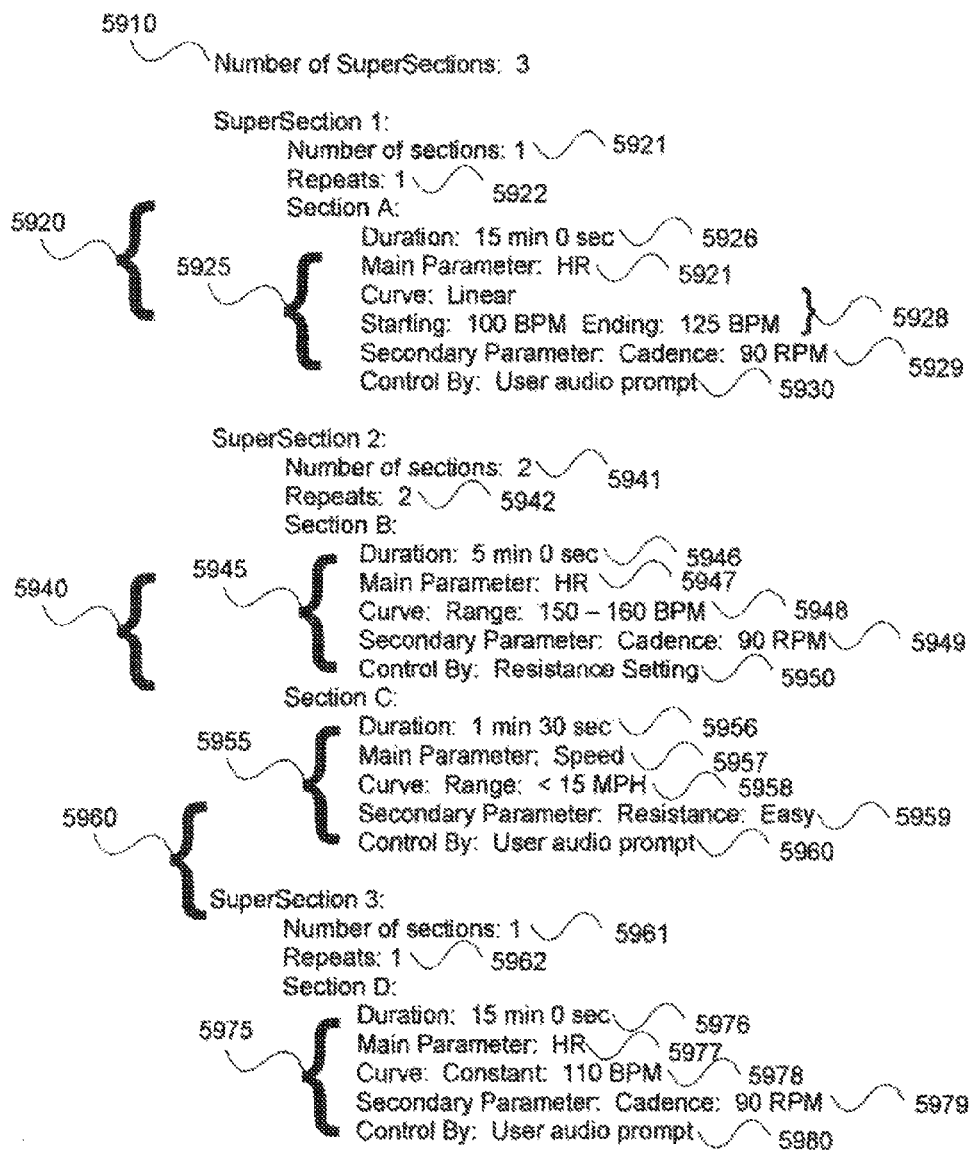 5910
Number of SuperSections: 3
SuperSection 1:
Number of sections: 1 5921
Repeats: 1 5922
Section A:
5920
5925
Duration: 15 min 0 sec 5926
Main Parameter: HR 5921
Curve: Linear
Starting: 100 BPM Ending: 125 BPM 5928
Secondary Parameter: Cadence: 90 RPM 5929
Control By: User audio prompt 5930
SuperSection 2:
Number of sections: 2 5941
Repeats: 2 5942
Section B:
5940
5945
Duration: 5 min 0 sec 5946
Main Parameter: HR 5947
Curve: Range: 150 – 160 BPM 5948
Secondary Parameter: Cadence: 90 RPM 5949
Control By: Resistance Setting 5950
Section C:
5955
Duration: 1 min 30 sec 5956
Main Parameter: Speed 5957
Curve: Range: < 15 MPH 5958
Secondary Parameter: Resistance: Easy 5959
Control By: User audio prompt 5960
5960
SuperSection 3:
Number of sections: 1 5961
Repeats: 1 5962
Section D:
5975
Duration: 15 min 0 sec 5976
Main Parameter: HR 5977
Curve: Constant: 110 BPM 5978
Secondary Parameter: Cadence: 90 RPM 5979
Control By: User audio prompt 5980